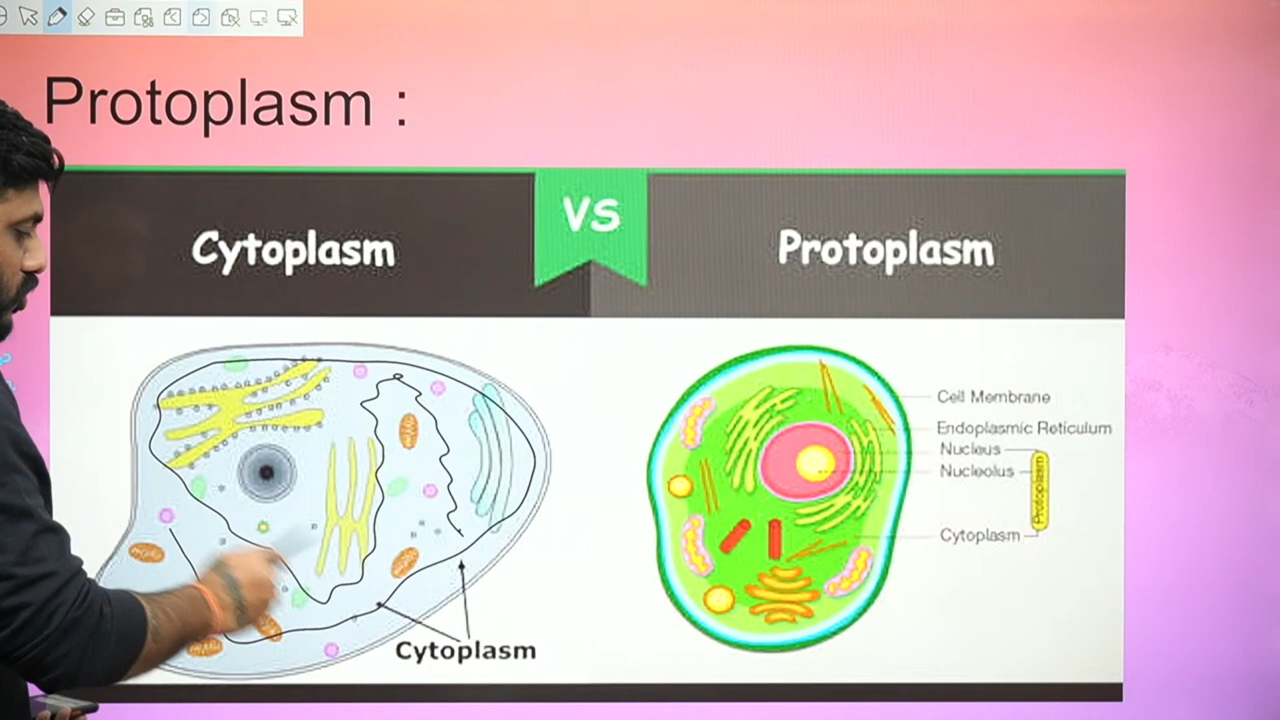 Protoplasm :
Cytoplasm
VS
Protoplasm
Cell Membrane
Endoplasmic Reticulum
Nucleus
Nucleolus
Protoplasm
Cytoplasm
Cytoplasm